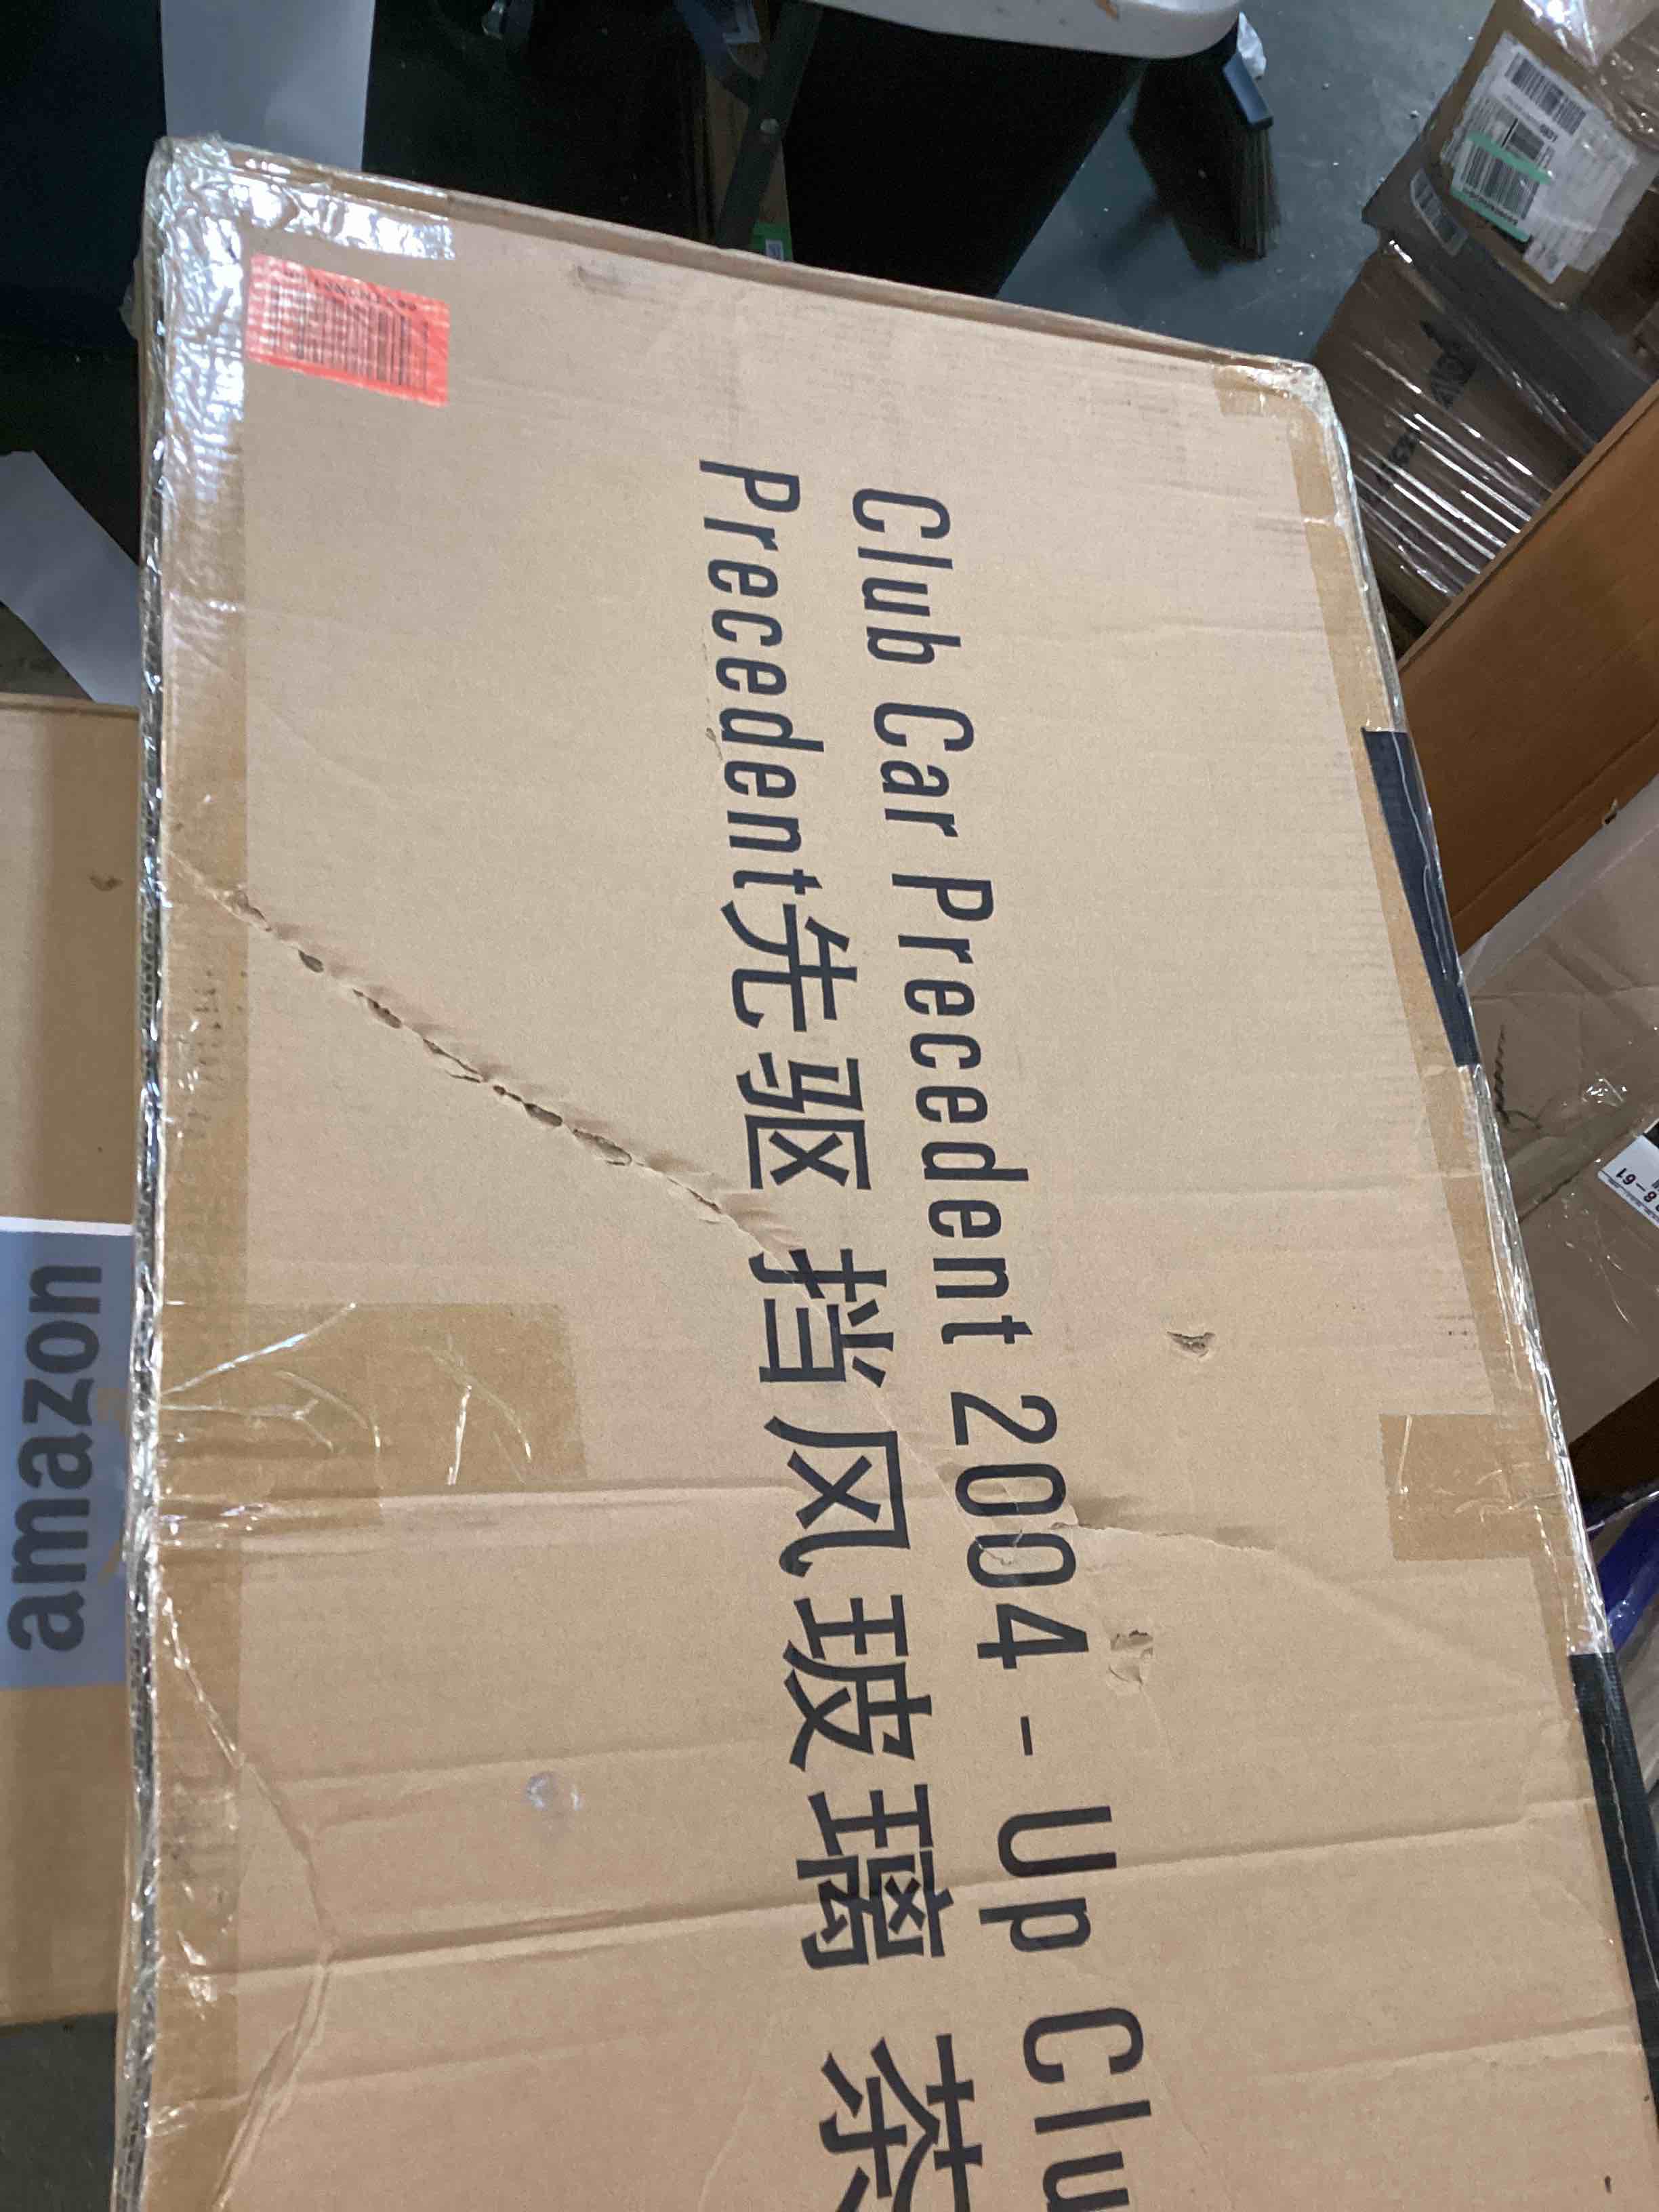 Club Car Precedent 2004 - Up Clu
Precedent先驱 挡风玻璃 茶
amazon